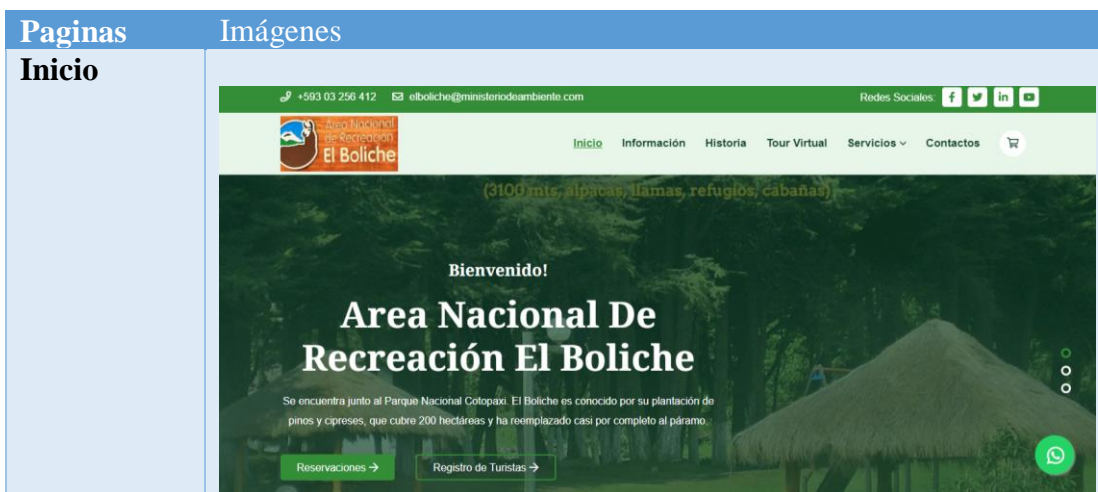 Paginas Imágenes
Inicio
+593 03 256 412 elboliche@ministeriodeambiente.com Redes Sociales:
Area Nacional
de Recreación
El Boliche
Inicio Información Historia Tour Virtual Servicios Contactos
(3100 mts, alpacas, llamas, refugios, cabañas)
Bienvenido!
Area Nacional De
Recreación El Boliche
Se encuentra junto al Parque Nacional Cotopaxi. El Boliche es conocido por su plantación de
pinos y cipreses, que cubre 200 hectáreas y ha reemplazado casi por completo al páramo.
Reservaciones → Registro de Turistas →